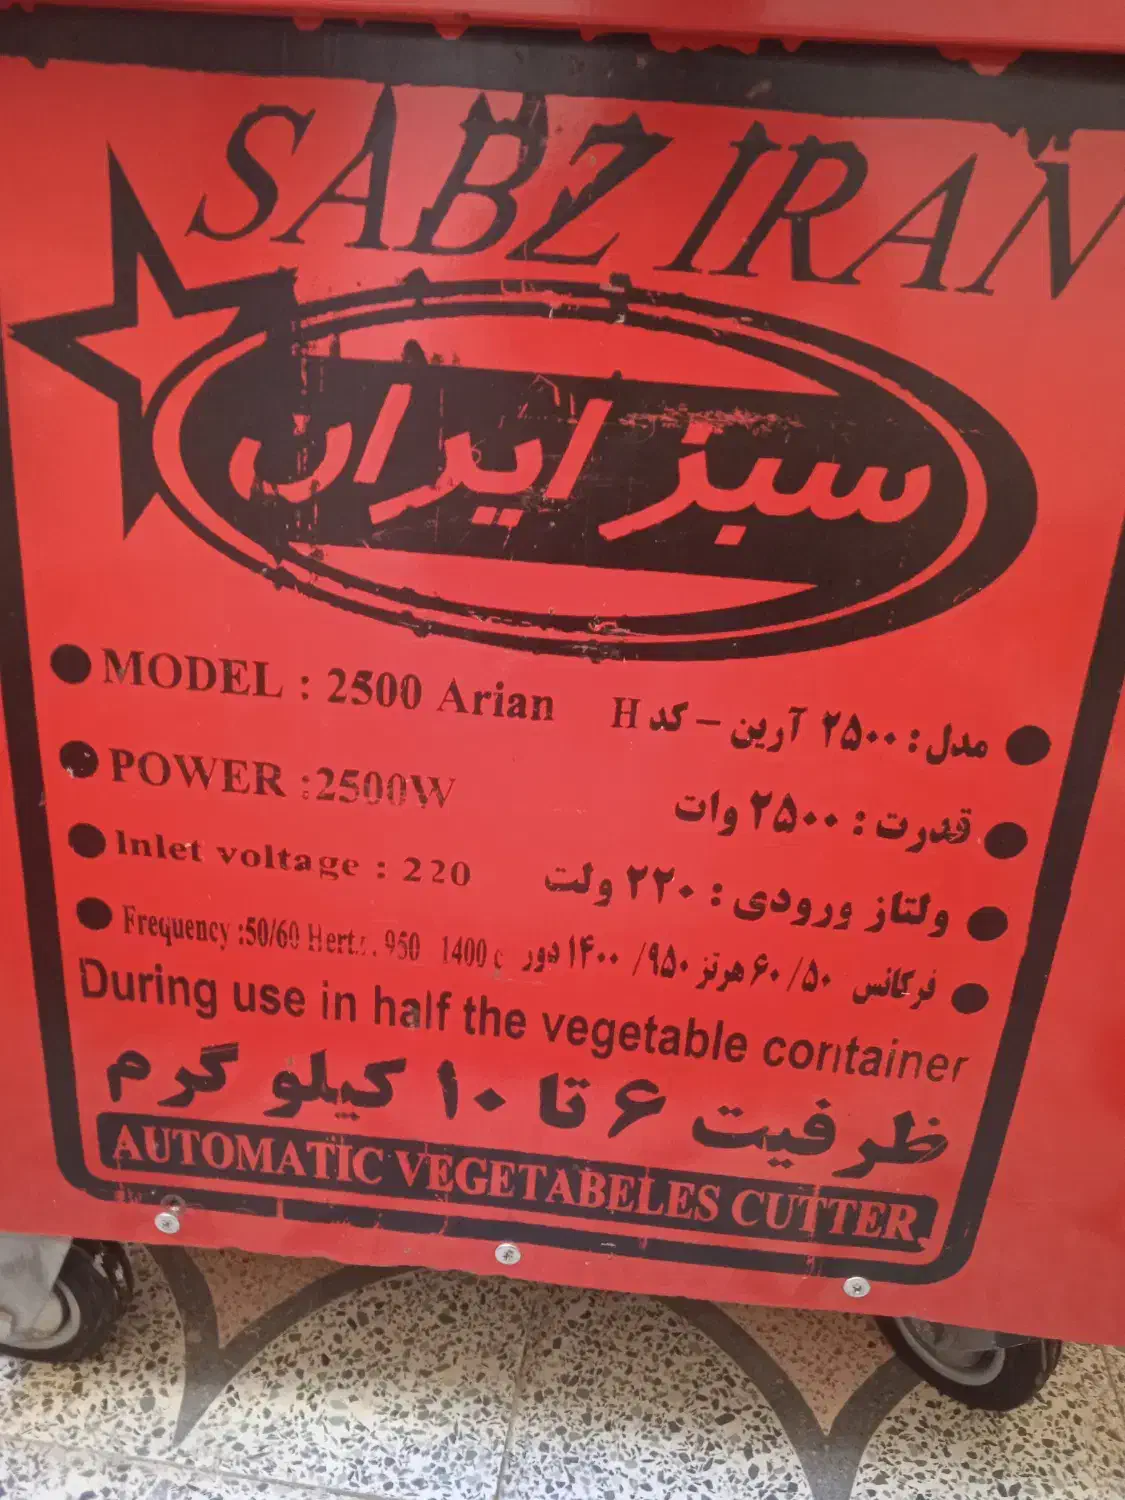 SABZ IRAN
سبز ایران
MODEL : 2500 Arian
مدل : ۲۵۰۰ آرین – کد H
POWER :2500W
قدرت : ۲۵۰۰ وات
Inlet voltage : 220
ولتاز ورودی : ۲۲۰ ولت
Frequency :50/60 Hertz. 950 1400 c
فرکانس ۶۰/۵۰ هرتز ۹۵۰/ ۱۴۰۰ دور
During use in half the vegetable container
ظرفیت ۶ تا ۱۰ کیلو گرم
AUTOMATIC VEGETABELES CUTTER